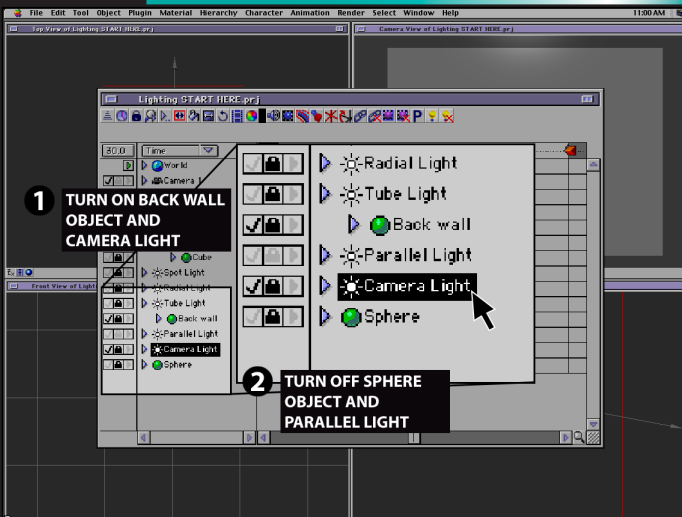 File Edit Tool Object Plugin Material Hierarchy Character Animation Render Select Window Help 11:00 AM
Top View of Lighting START HERE.prj
Camera View of Lighting START HERE.prj
Lighting START HERE.prj
P
30.0 Time
World
Camera 1
Radial Light
Tube Light
Back wall
Parallel Light
Camera Light
Sphere
1 TURN ON BACK WALL
OBJECT AND
CAMERA LIGHT
Cube
Spot Light
Radial Light
Tube Light
Back wall
Parallel Light
Camera Light
Sphere
Front View of Light
2 TURN OFF SPHERE
OBJECT AND
PARALLEL LIGHT